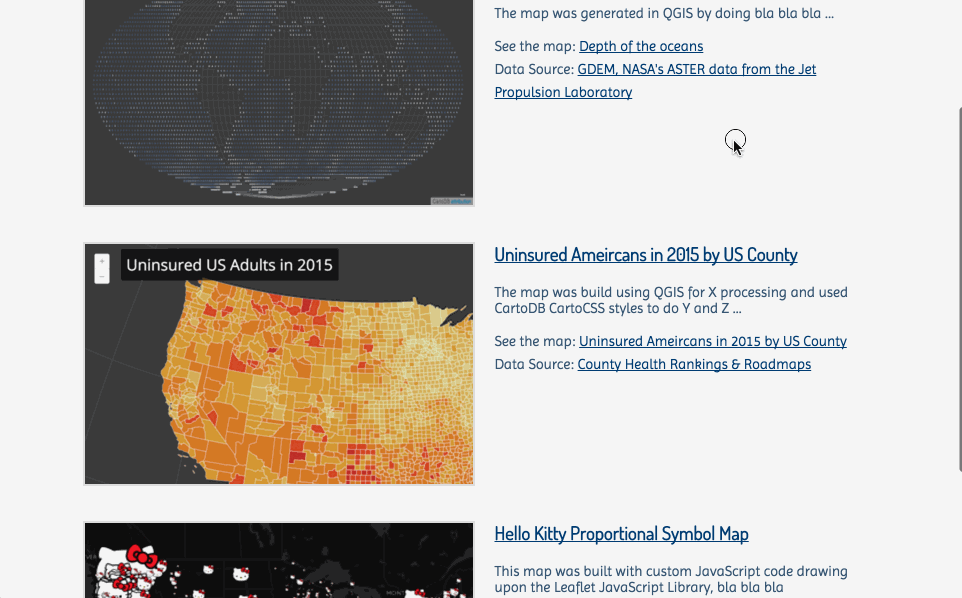 The map was generated in QGIS by doing bla bla bla ...
See the map: Depth of the oceans
Data Source: GDEM, NASA's ASTER data from the Jet
Propulsion Laboratory
+
−
Uninsured US Adults in 2015
Uninsured Ameircans in 2015 by US County
The map was build using QGIS for X processing and used
CartoDB CartoCSS styles to do Y and Z ...
See the map: Uninsured Ameircans in 2015 by US County
Data Source: County Health Rankings & Roadmaps
Hello Kitty Proportional Symbol Map
This map was built with custom JavaScript code drawing
upon the Leaflet JavaScript Library, bla bla bla